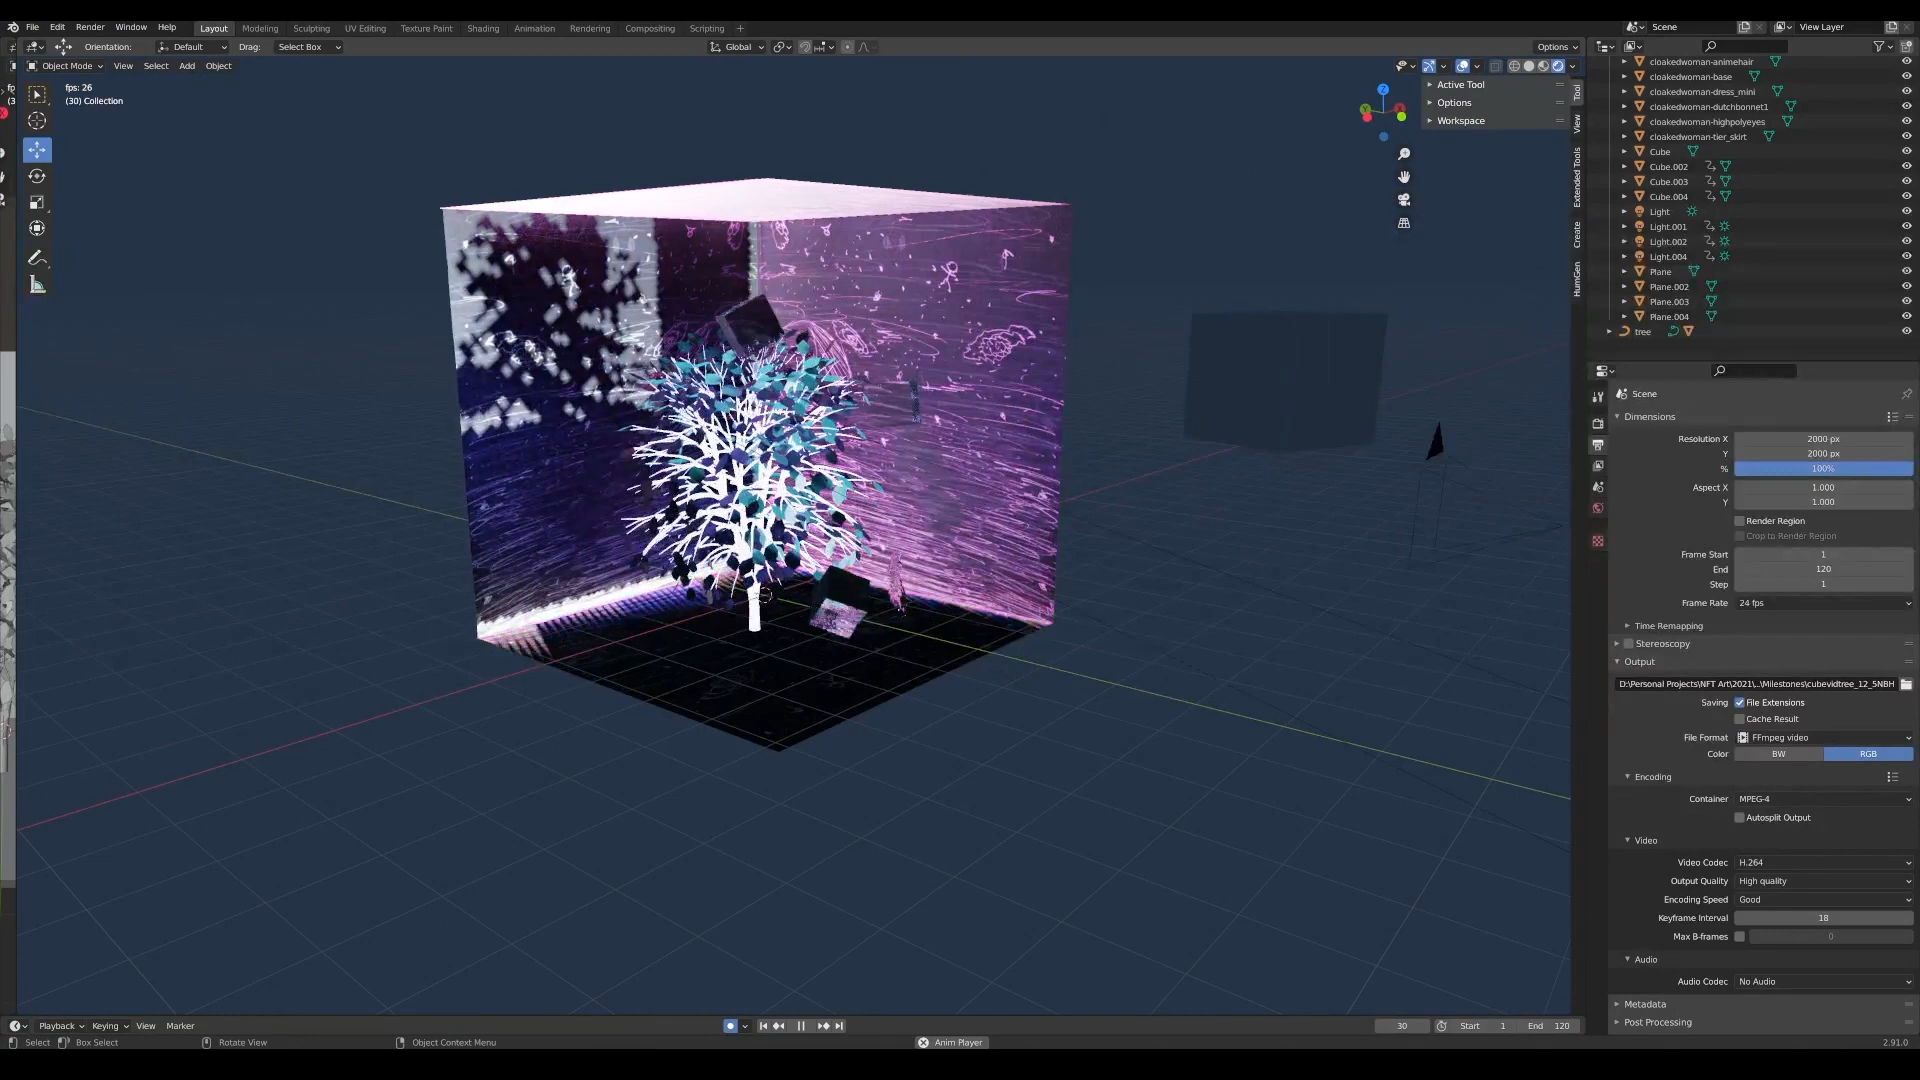 File Edit Render Window Help Layout Modeling Sculpting UV Editing Texture Paint Shading Animation Rendering Compositing Scripting + Scene View Layer
Orientation: Default Drag: Select Box Global Options
Object Mode View Select Add Object
fps: 26
(30) Collection
Active Tool
Options
Workspace
Tool
View
Extended Tools
Create
HumGen
cloakedwoman-animehair
cloakedwoman-base
cloakedwoman-dress_mini
cloakedwoman-dutchbonnet1
cloakedwoman-highpolyeyes
cloakedwoman-tier_skirt
Cube
Cube.002
Cube.003
Cube.004
Light
Light.001
Light.002
Light.004
Plane
Plane.002
Plane.003
Plane.004
tree
Scene
Dimensions
Resolution X 2000 px
Y 2000 px
% 100%
Aspect X 1.000
Y 1.000
Render Region
Crop to Render Region
Frame Start 1
End 120
Step 1
Frame Rate 24 fps
Time Remapping
Stereoscopy
Output
D:\Personal Projects\NFT Art\2021\...\Milestones\cubevidtree_12_5NBH
Saving File Extensions
Cache Result
File Format FFmpeg video
Color BW RGB
Encoding
Container MPEG-4
Autosplit Output
Video
Video Codec H.264
Output Quality High quality
Encoding Speed Good
Keyframe Interval 18
Max B-frames 0
Audio
Audio Codec No Audio
Metadata
Post Processing
Playback Keying View Marker 30 Start 1 End 120
Select Box Select Rotate View Object Context Menu Anim Player 2.91.0